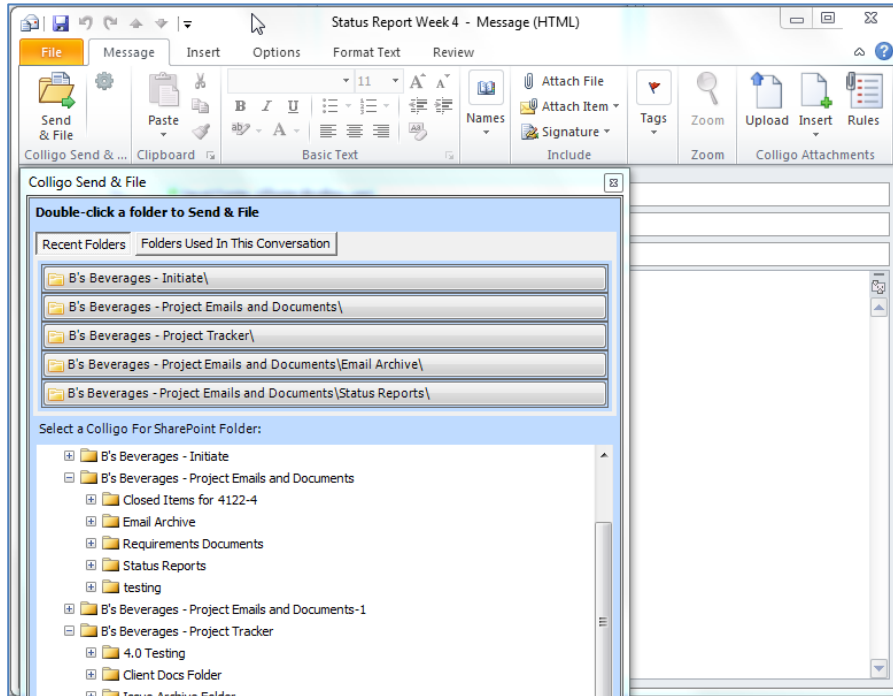 Status Report Week 4 - Message (HTML)
File Message Insert Options Format Text Review
Send & File
Paste
11
B I U
Names
Attach File
Attach Item
Signature
Tags
Zoom
Upload Insert Rules
Colligo Send & ... Clipboard Basic Text Include Zoom Colligo Attachments
Colligo Send & File
Double-click a folder to Send & File
Recent Folders Folders Used In This Conversation
B's Beverages - Initiate\
B's Beverages - Project Emails and Documents\
B's Beverages - Project Tracker\
B's Beverages - Project Emails and Documents\Email Archive\
B's Beverages - Project Emails and Documents\Status Reports\
Select a Colligo For SharePoint Folder:
B's Beverages - Initiate
B's Beverages - Project Emails and Documents
Closed Items for 4122-4
Email Archive
Requirements Documents
Status Reports
testing
B's Beverages - Project Emails and Documents-1
B's Beverages - Project Tracker
4.0 Testing
Client Docs Folder
Issue Archive Folder